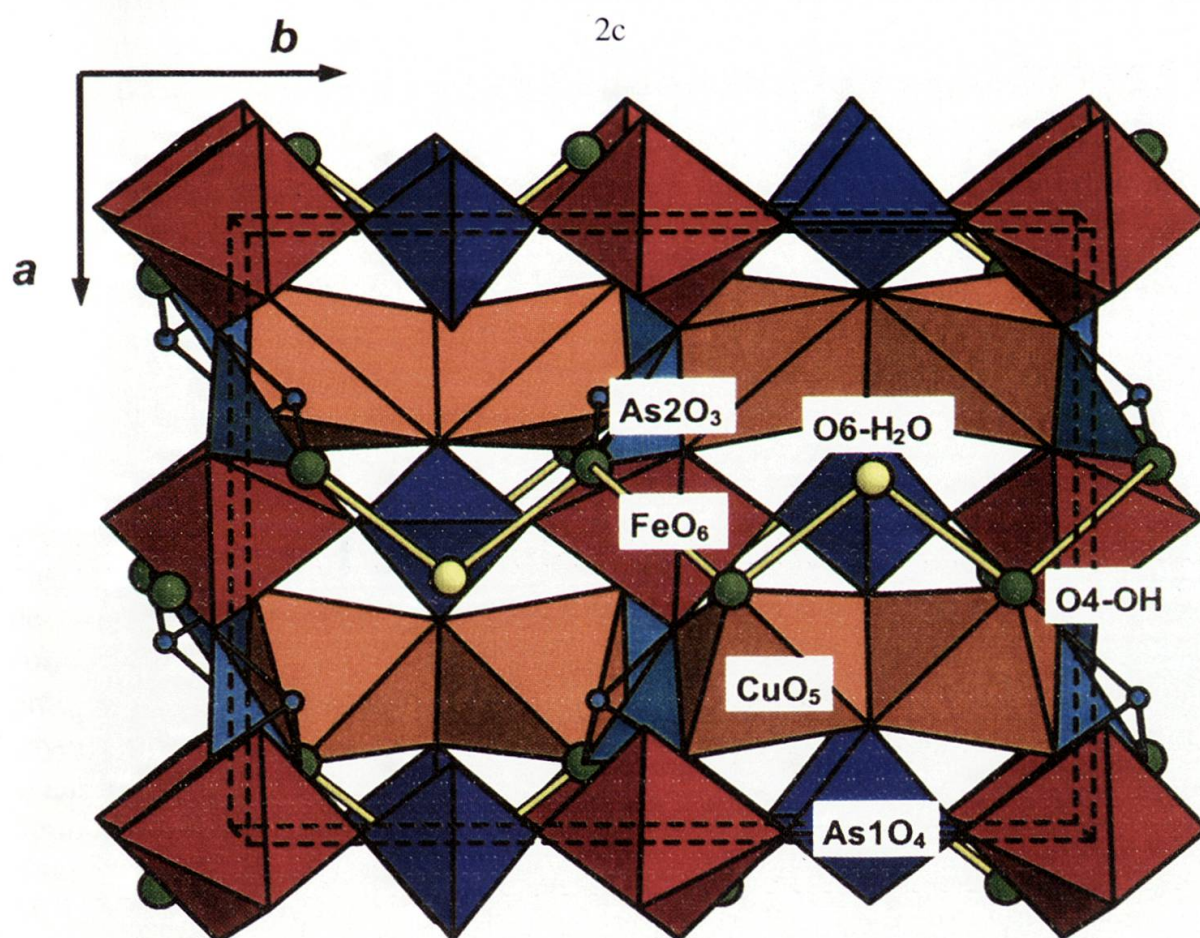 2c
b
a
As2O₃
O6-H₂O
FeO₆
O4-OH
CuO₅
As1O₄